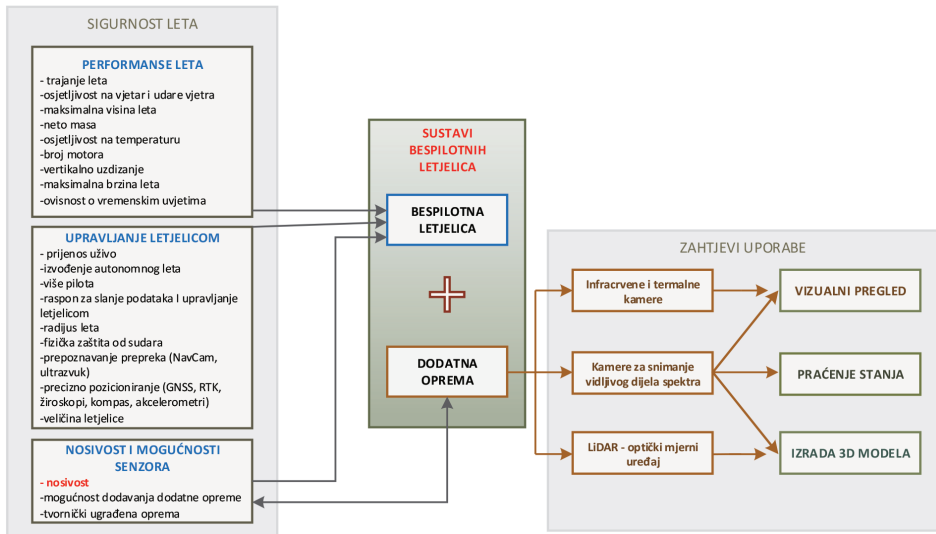 SIGURNOST LETA
PERFORMANSE LETA
- trajanje leta
-osjetljivost na vjetar i udare vjetra
-maksimalna visina leta
-neto masa
-osjetljivost na temperaturu
-broj motora
-vertikalno uzdizanje
-maksimalna brzina leta
-ovisnost o vremenskim uvjetima
UPRAVLJANJE LETJELICOM
- prijenos uživo
-izvođenje autonomnog leta
-više pilota
-raspon za slanje podataka I upravljanje
letjelicom
-radijus leta
-fizička zaštita od sudara
-prepoznavanje prepreka (NavCam,
ultrazvuk)
-precizno pozicioniranje (GNSS, RTK,
žiroskopi, kompas, akcelerometri)
-veličina letjelice
NOSIVOST I MOGUĆNOSTI
SENZORA
- nosivost
-mogućnost dodavanja dodatne opreme
-tvornički ugrađena oprema
SUSTAVI
BESPILOTNIH
LETJELICA
BESPILOTNA
LETJELICA
DODATNA
OPREMA
ZAHTJEVI UPORABE
Infracrvene i termalne
kamere
Kamere za snimanje
vidljivog dijela spektra
LiDAR - optički mjerni
uređaj
VIZUALNI PREGLED
PRAĆENJE STANJA
IZRADA 3D MODELA